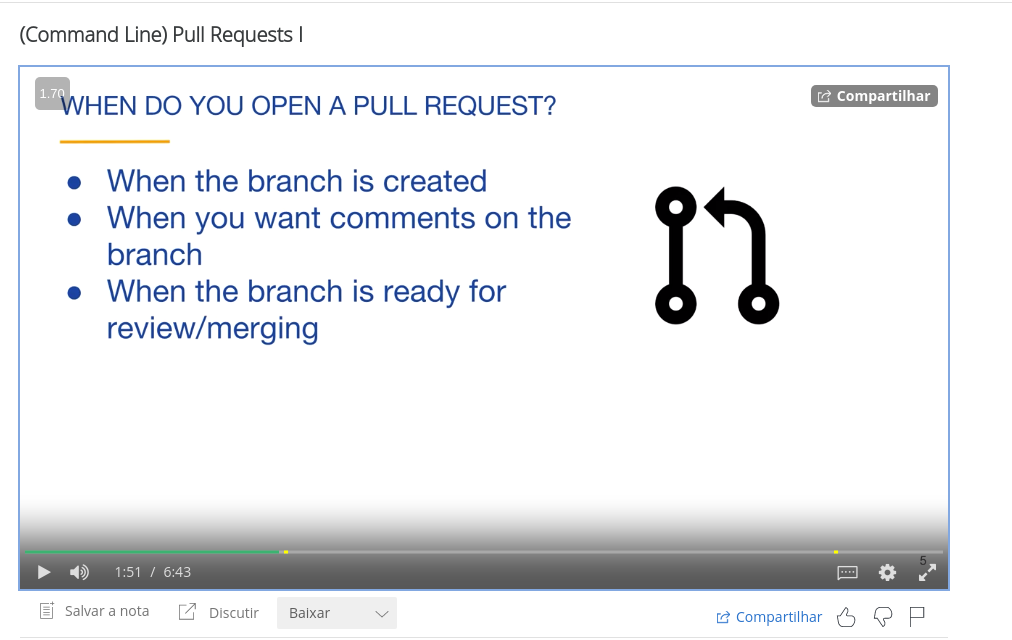 (Command Line) Pull Requests I
1.70
WHEN DO YOU OPEN A PULL REQUEST?
Compartilhar
● When the branch is created
● When you want comments on the
branch
● When the branch is ready for
review/merging
1:51 / 6:43
5
Salvar a nota
Discutir
Baixar
Compartilhar